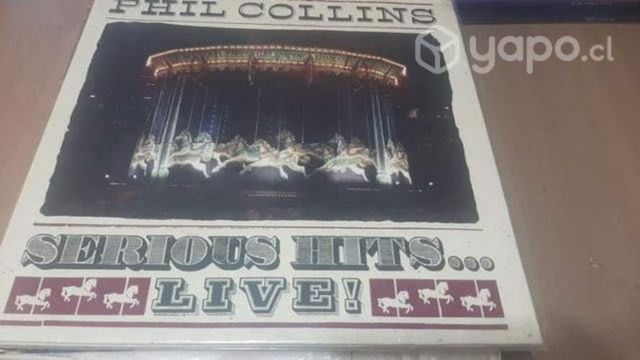 PHIL COLLINS
yapo.cl
SERIOUS HITS...
LIVE!